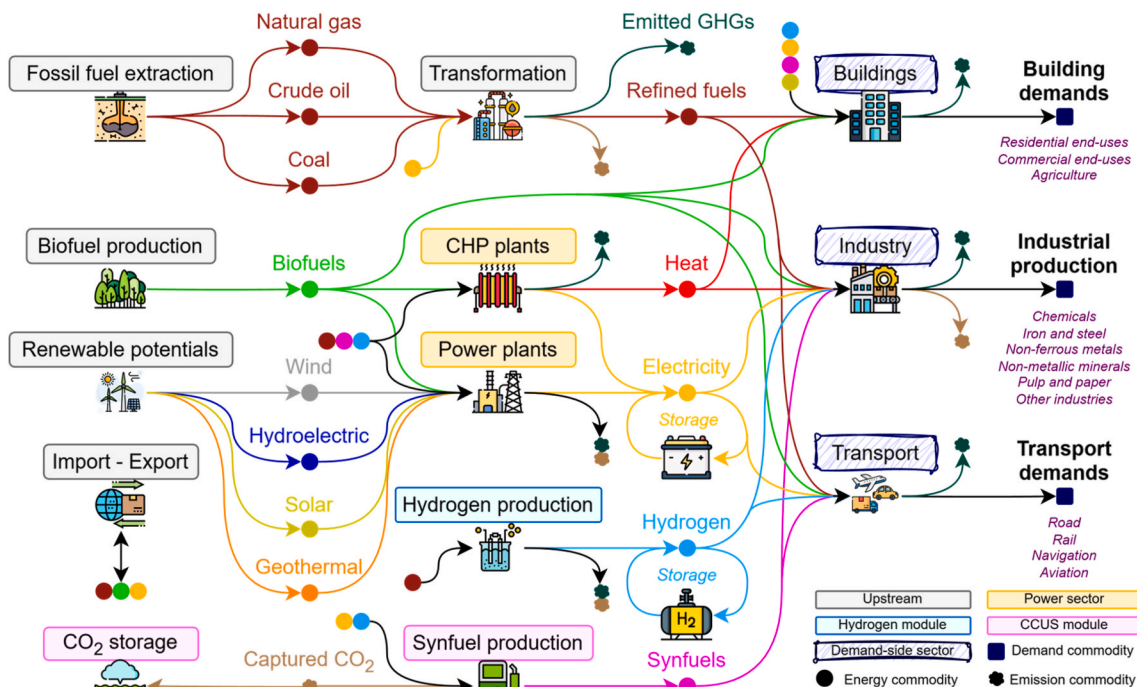 Natural gas
Emitted GHGs
Fossil fuel extraction
Transformation
Buildings
Building
demands
Crude oil
Refined fuels
Coal
Residential end-uses
Commercial end-uses
Agriculture
Biofuel production
CHP plants
Industry
Industrial
production
Biofuels
Heat
Chemicals
Iron and steel
Non-ferrous metals
Non-metallic minerals
Pulp and paper
Other industries
Renewable potentials
Wind
Power plants
Electricity
Storage
Hydroelectric
Import - Export
Transport
Transport
demands
Solar
Hydrogen production
Hydrogen
Road
Rail
Navigation
Aviation
Geothermal
Storage
H2
CO2 storage
Captured CO2
Synfuel production
Synfuels
Upstream
Power sector
Hydrogen module
CCUS module
Demand-side sector
Demand commodity
Energy commodity
Emission commodity